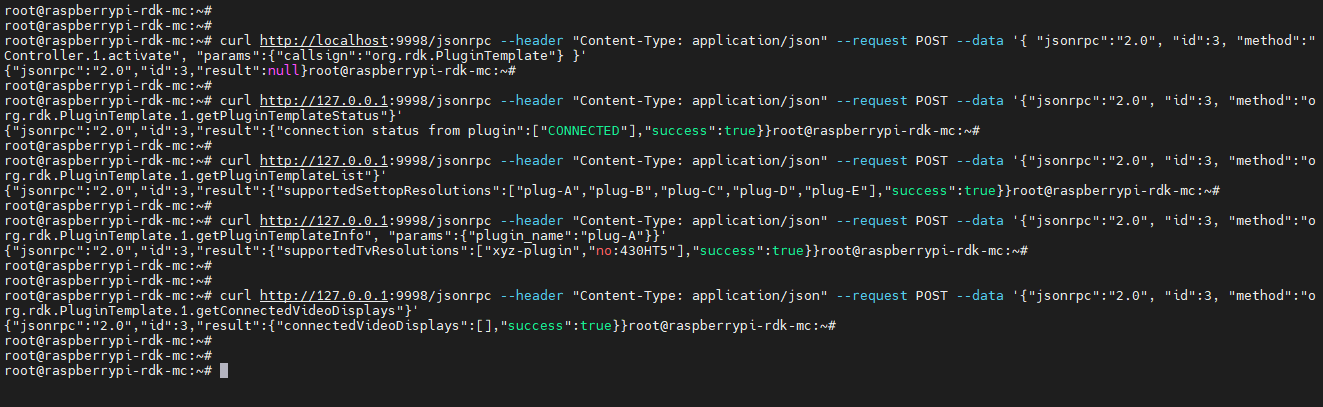 root@raspberrypi-rdk-mc:~#
root@raspberrypi-rdk-mc:~#
root@raspberrypi-rdk-mc:~# curl http://localhost:9998/jsonrpc --header "Content-Type: application/json" --request POST --data '{ "jsonrpc":"2.0", "id":3, "method":"
Controller.1.activate", "params":{"callsign":"org.rdk.PluginTemplate"} }'
{"jsonrpc":"2.0","id":3,"result":null}root@raspberrypi-rdk-mc:~#
root@raspberrypi-rdk-mc:~#
root@raspberrypi-rdk-mc:~# curl http://127.0.0.1:9998/jsonrpc --header "Content-Type: application/json" --request POST --data '{"jsonrpc":"2.0", "id":3, "method":"o
rg.rdk.PluginTemplate.1.getPluginTemplateStatus"}'
{"jsonrpc":"2.0","id":3,"result":{"connection status from plugin":["CONNECTED"],"success":true}}root@raspberrypi-rdk-mc:~#
root@raspberrypi-rdk-mc:~#
root@raspberrypi-rdk-mc:~# curl http://127.0.0.1:9998/jsonrpc --header "Content-Type: application/json" --request POST --data '{"jsonrpc":"2.0", "id":3, "method":"o
rg.rdk.PluginTemplate.1.getPluginTemplateList"}'
{"jsonrpc":"2.0","id":3,"result":{"supportedSettopResolutions":["plug-A","plug-B","plug-C","plug-D","plug-E"],"success":true}}root@raspberrypi-rdk-mc:~#
root@raspberrypi-rdk-mc:~#
root@raspberrypi-rdk-mc:~# curl http://127.0.0.1:9998/jsonrpc --header "Content-Type: application/json" --request POST --data '{"jsonrpc":"2.0", "id":3, "method":"o
rg.rdk.PluginTemplate.1.getPluginTemplateInfo", "params":{"plugin_name":"plug-A"}}'
{"jsonrpc":"2.0","id":3,"result":{"supportedTvResolutions":["xyz-plugin","no:430HT5"],"success":true}}root@raspberrypi-rdk-mc:~#
root@raspberrypi-rdk-mc:~#
root@raspberrypi-rdk-mc:~#
root@raspberrypi-rdk-mc:~# curl http://127.0.0.1:9998/jsonrpc --header "Content-Type: application/json" --request POST --data '{"jsonrpc":"2.0", "id":3, "method":"o
rg.rdk.PluginTemplate.1.getConnectedVideoDisplays"}'
{"jsonrpc":"2.0","id":3,"result":{"connectedVideoDisplays":[],"success":true}}root@raspberrypi-rdk-mc:~#
root@raspberrypi-rdk-mc:~#
root@raspberrypi-rdk-mc:~#
root@raspberrypi-rdk-mc:~#